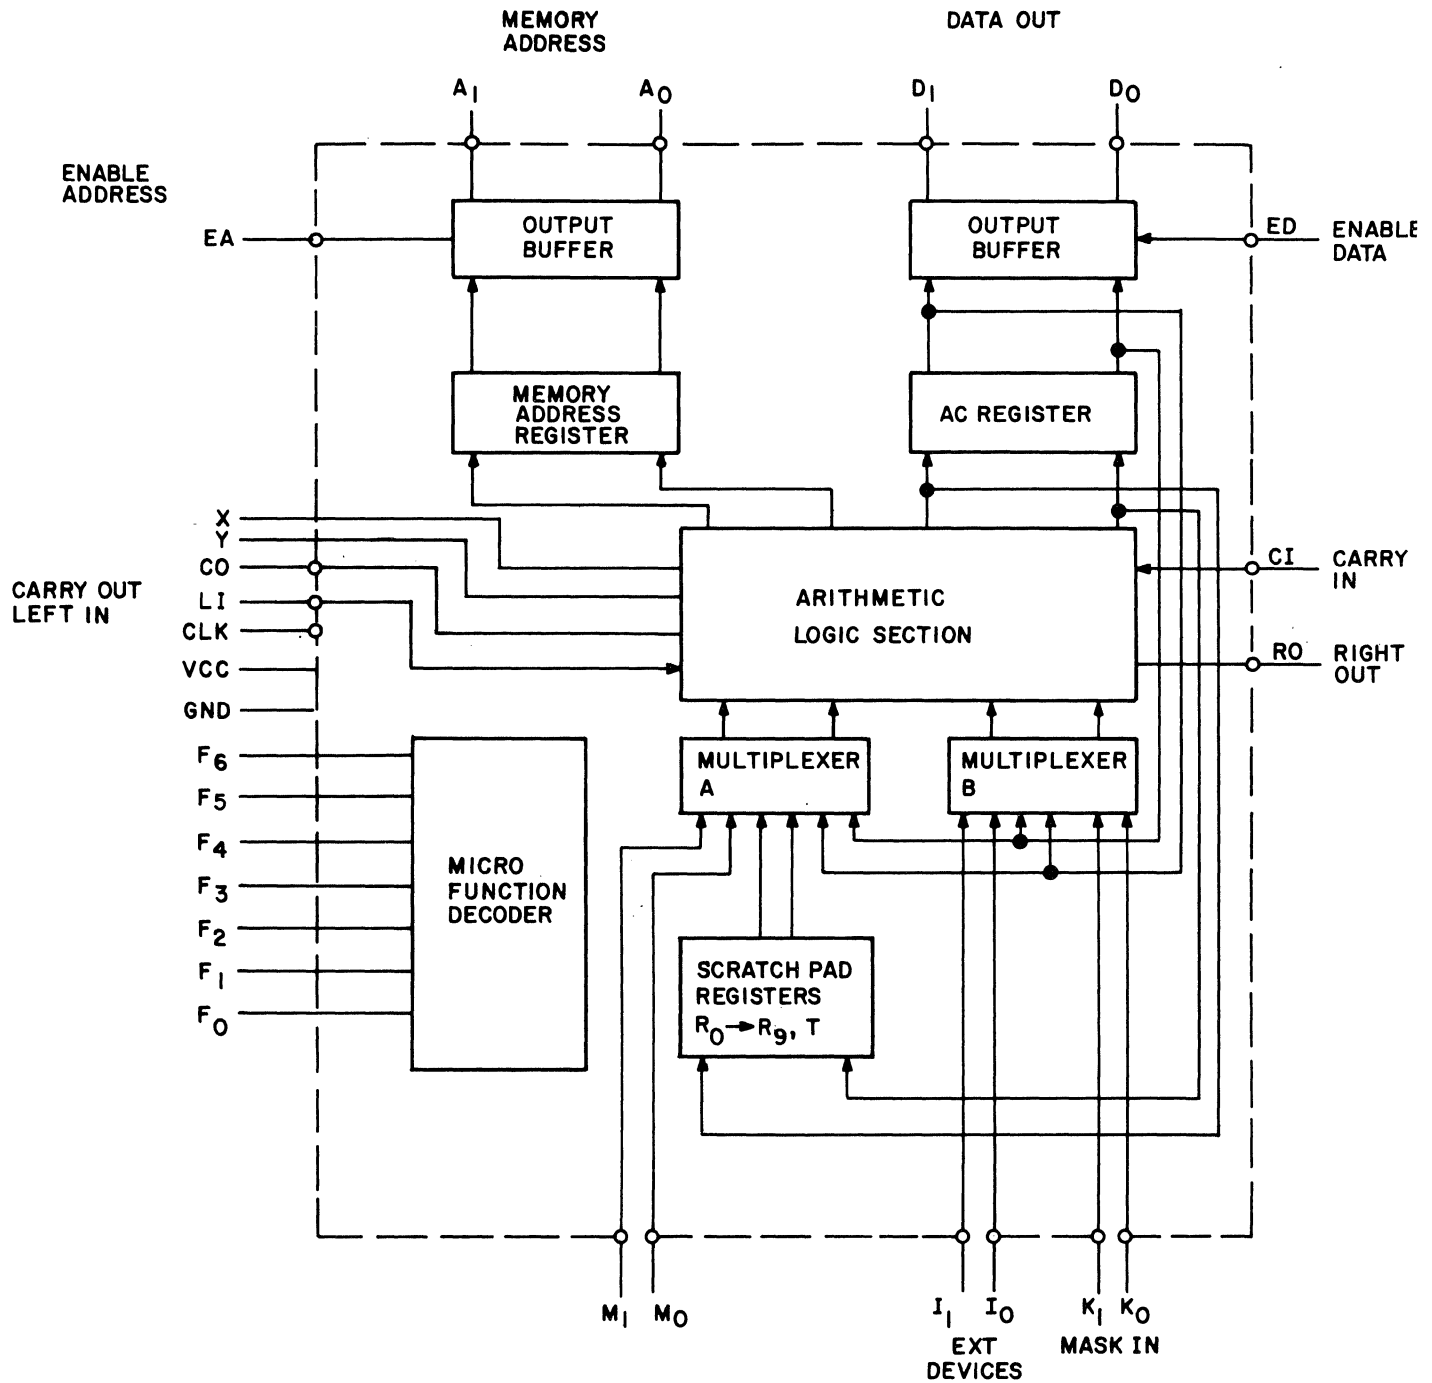 MEMORY
ADDRESS
DATA OUT
A1
A0
D1
D0
ENABLE
ADDRESS
EA
OUTPUT
BUFFER
OUTPUT
BUFFER
ED
ENABLE
DATA
MEMORY
ADDRESS
REGISTER
AC REGISTER
X
Y
CO
CARRY OUT
LEFT IN
LI
CLK
VCC
GND
ARITHMETIC
LOGIC SECTION
CI
CARRY
IN
RO
RIGHT
OUT
F6
F5
F4
F3
F2
F1
F0
MICRO
FUNCTION
DECODER
MULTIPLEXER
A
MULTIPLEXER
B
SCRATCH PAD
REGISTERS
R0→R9, T
M1
M0
I1
I0
K1
K0
EXT
DEVICES
MASK IN